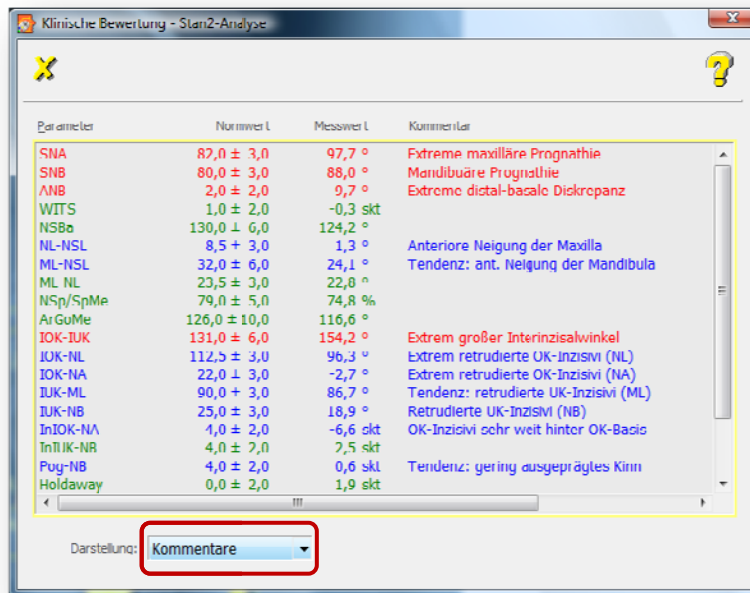 Klinische Bewertung - Stan2-Analyse
Parameter Normwert Messwert Kommentar
SNA 82,0 ± 3,0 97,7 ° Extreme maxilläre Prognathie
SNB 80,0 ± 3,0 88,0 ° Mandibuäre Prognathie
ANB 2,0 ± 2,0 9,7 ° Extreme distal-basale Diskrepanz
WITS 1,0 ± 2,0 -0,3 skt
NSBa 130,0 ± 6,0 124,2 °
NL-NSL 8,5 ± 3,0 1,3 ° Anteriore Neigung der Maxilla
ML-NSL 32,0 ± 6,0 24,1 ° Tendenz: ant. Neigung der Mandibula
ML-NL 23,5 ± 3,0 22,8 °
NSp/SpMe 79,0 ± 5,0 74,8 %
ArGoMe 126,0 ± 10,0 116,6 °
IOK-IUK 131,0 ± 6,0 154,2 ° Extrem großer Interinzisalwinkel
IOK-NL 112,5 ± 3,0 96,3 ° Extrem retrudierte OK-Inzisivi (NL)
IOK-NA 22,0 ± 3,0 -2,7 ° Extrem retrudierte OK-Inzisivi (NA)
IUK-ML 90,0 ± 3,0 86,7 ° Tendenz: retrudierte UK-Inzisivi (ML)
IUK-NB 25,0 ± 3,0 18,9 ° Retrudierte UK-Inzisivi (NB)
InIOK-NA 4,0 ± 2,0 -6,6 skt OK-Inzisivi sehr weit hinter OK-Basis
InIUK-NB 4,0 ± 2,0 2,5 skt
Pog-NB 4,0 ± 2,0 0,6 skt Tendenz: gering ausgeprägtes Kinn
Holdaway 0,0 ± 2,0 1,9 skt
Darstellung: Kommentare